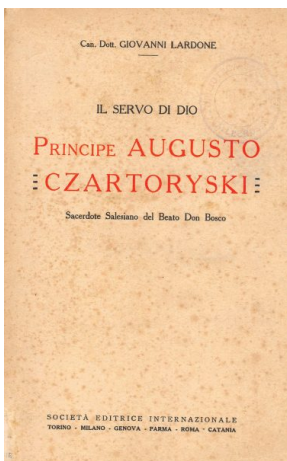 Can. Dott. GIOVANNI LARDONE
IL SERVO DI DIO
PRINCIPE AUGUSTO
CZARTORYSKI
Sacerdote Salesiano del Beato Don Bosco
SOCIETÀ EDITRICE INTERNAZIONALE
TORINO - MILANO - GENOVA - PARMA - ROMA - CATANIA